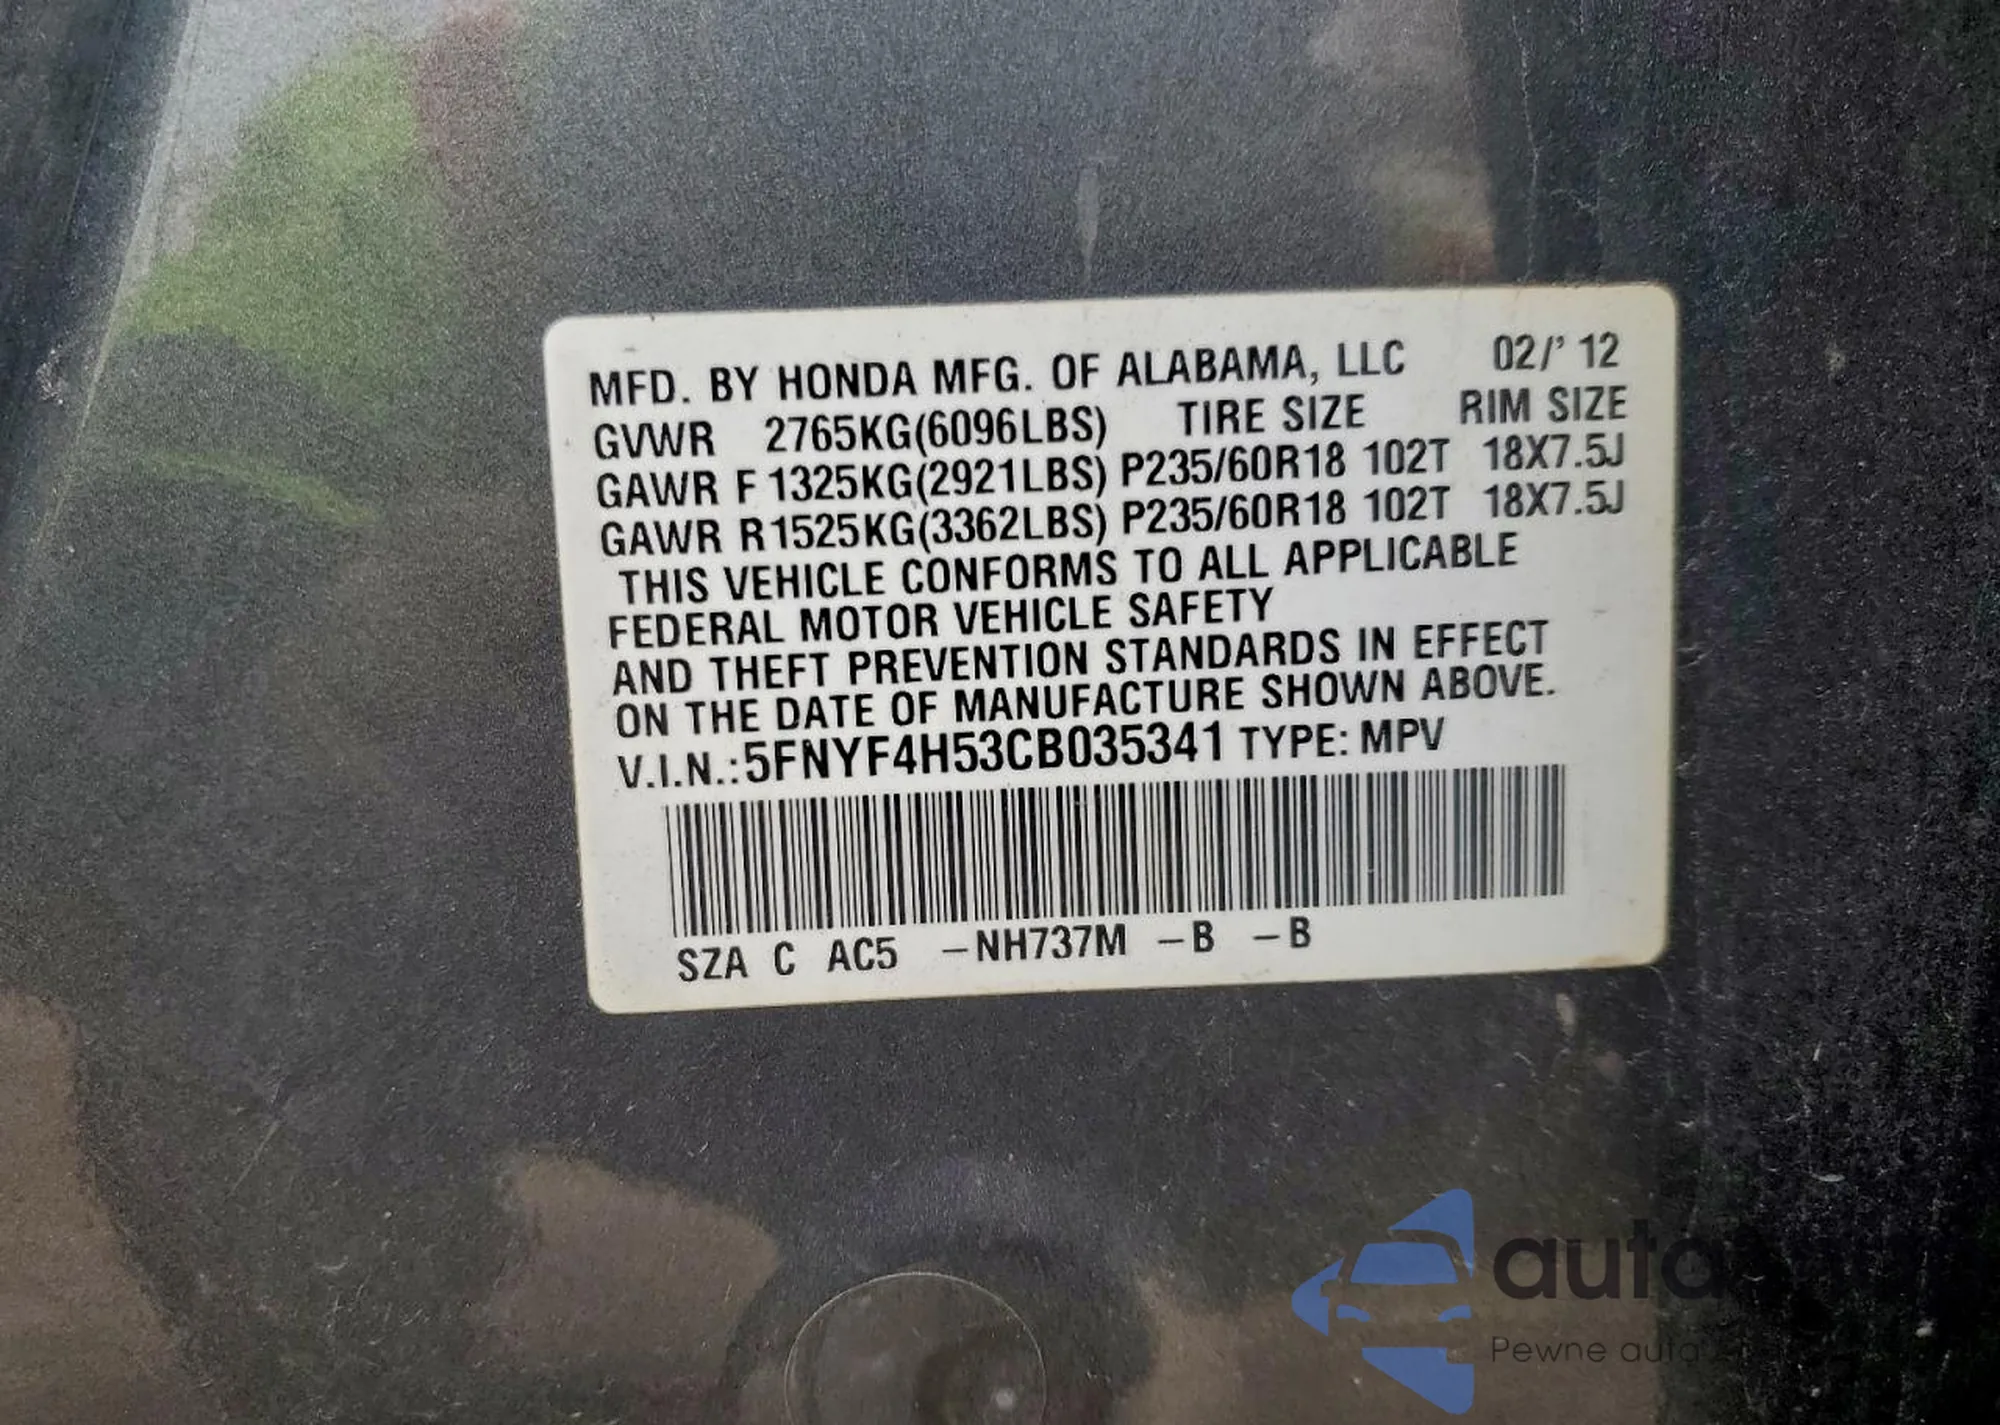 MFD. BY HONDA MFG. OF ALABAMA, LLC 02/' 12
GVWR 2765KG(6096LBS) TIRE SIZE RIM SIZE
GAWR F 1325KG(2921LBS) P235/60R18 102T 18X7.5J
GAWR R 1525KG(3362LBS) P235/60R18 102T 18X7.5J
THIS VEHICLE CONFORMS TO ALL APPLICABLE
FEDERAL MOTOR VEHICLE SAFETY
AND THEFT PREVENTION STANDARDS IN EFFECT
ON THE DATE OF MANUFACTURE SHOWN ABOVE.
V.I.N.:5FNYF4H53CB035341 TYPE: MPV
SZA C AC5 -NH737M -B -B
Pewne auta